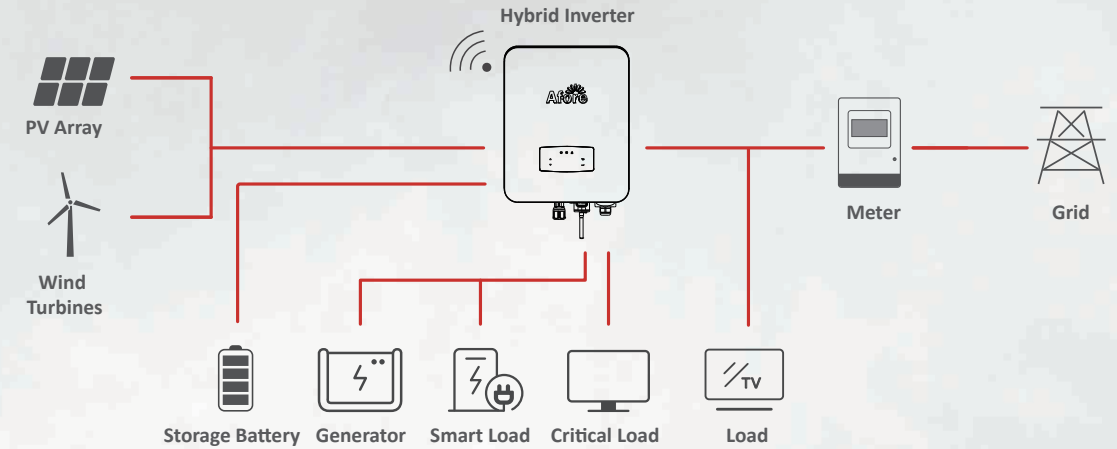 Hybrid Inverter
Afore
PV Array
Wind
Turbines
Meter
Grid
TV
Storage Battery
Generator
Smart Load
Critical Load
Load